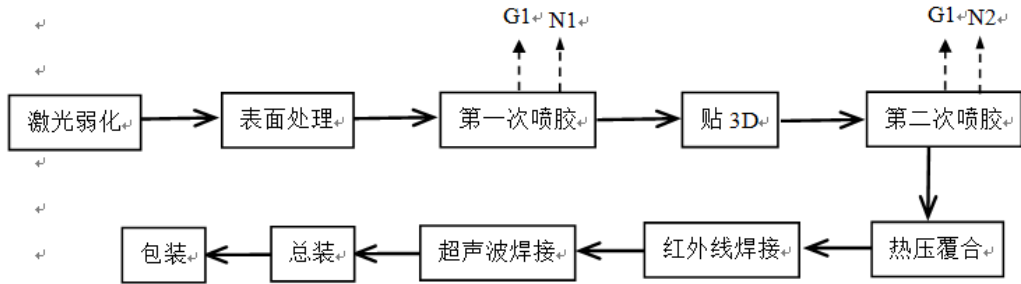 G1 N1
G1 N2
激光弱化
表面处理
第一次喷胶
贴 3D
第二次喷胶
热压覆合
红外线焊接
超声波焊接
总装
包装